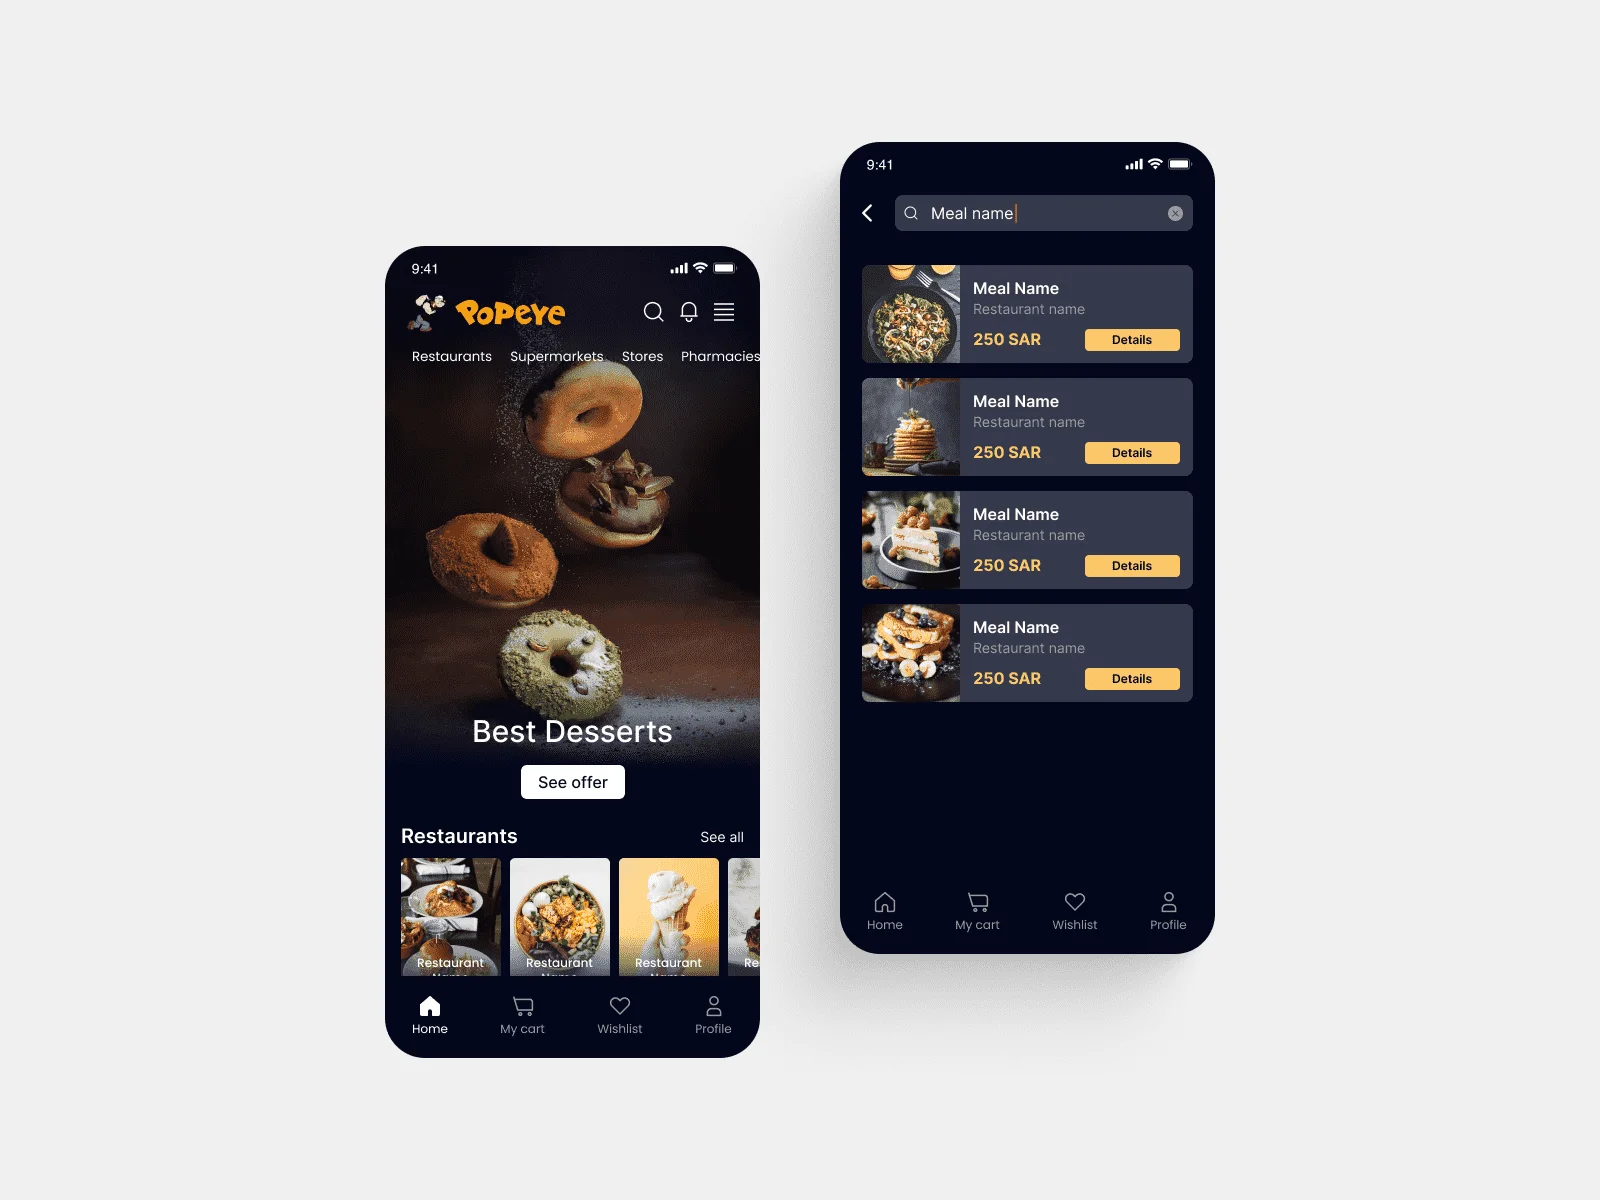 9:41
POPEYE
Restaurants Supermarkets Stores Pharmacies
Best Desserts
See offer
Restaurants See all
Restaurant Restaurant Restaurant Re
Name Name Name
Home My cart Wishlist Profile
9:41
Meal name
Meal Name
Restaurant name
250 SAR Details
Meal Name
Restaurant name
250 SAR Details
Meal Name
Restaurant name
250 SAR Details
Meal Name
Restaurant name
250 SAR Details
Home My cart Wishlist Profile